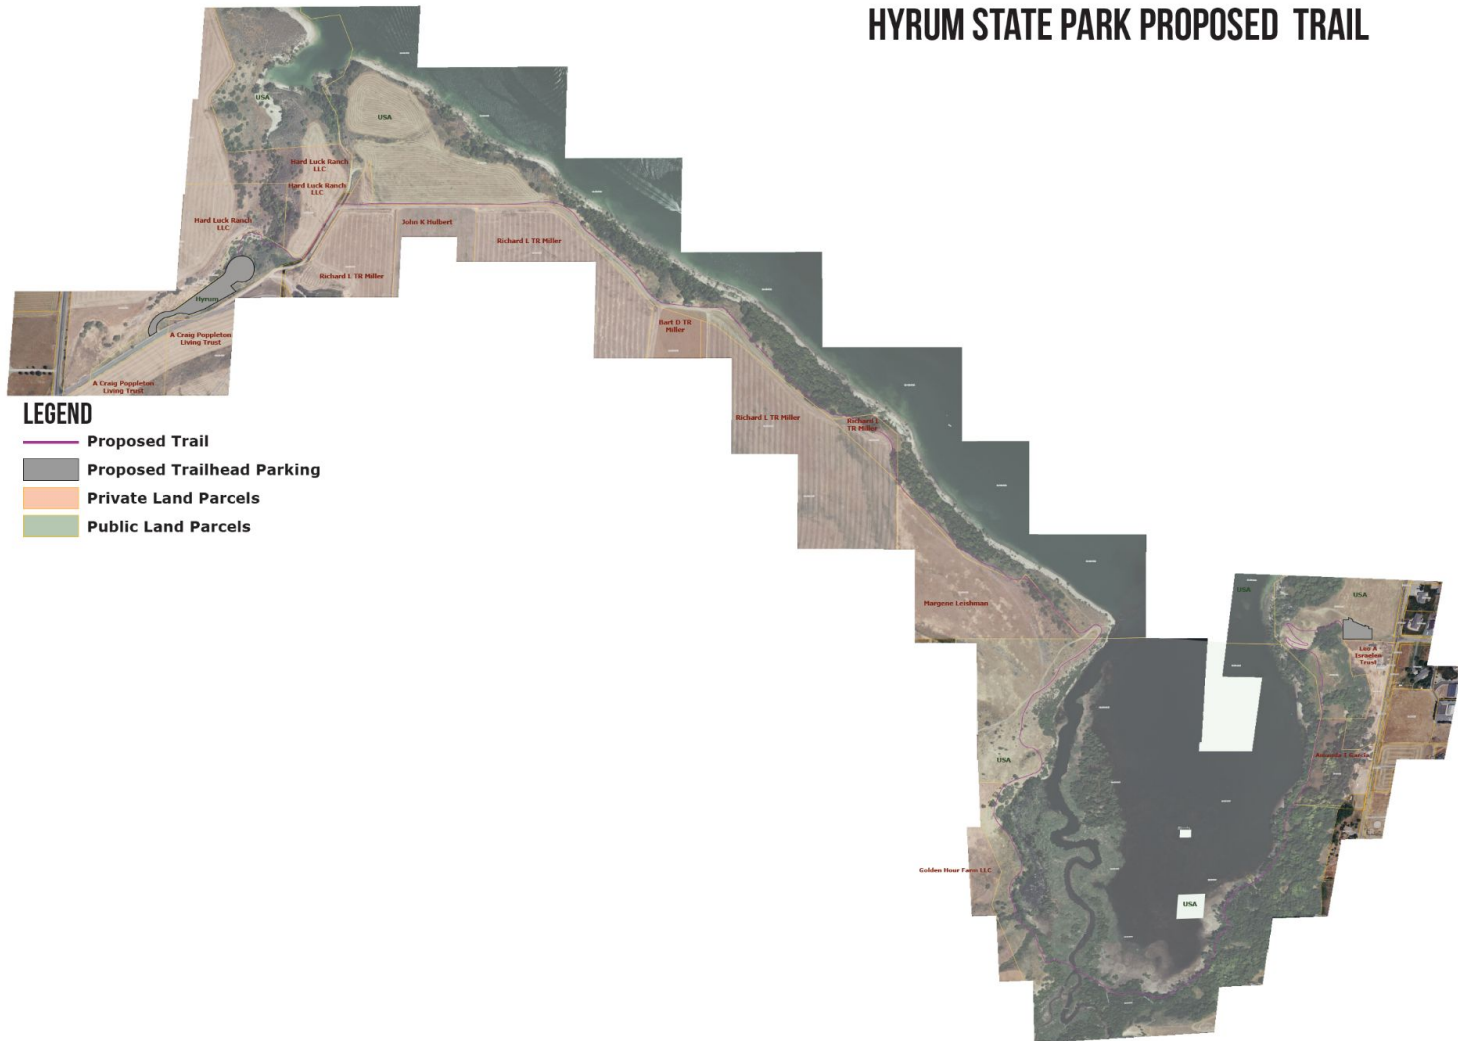 HYRUM STATE PARK PROPOSED TRAIL
USA
USA
Hard Luck Ranch
LLC
Hard Luck Ranch
LLC
Hard Luck Ranch
LLC
John K Hulbert
Richard L TR Miller
Richard L TR Miller
Hyrum
A Craig Poppleton
Living Trust
A Craig Poppleton
Living Trust
Bart D TR
Miller
Richard L TR Miller
Richard L
TR Miller
LEGEND
Proposed Trail
Proposed Trailhead Parking
Private Land Parcels
Public Land Parcels
Margene Leishman
USA
USA
Israelsen
Trust
USA
Golden Hour Farm LLC
USA